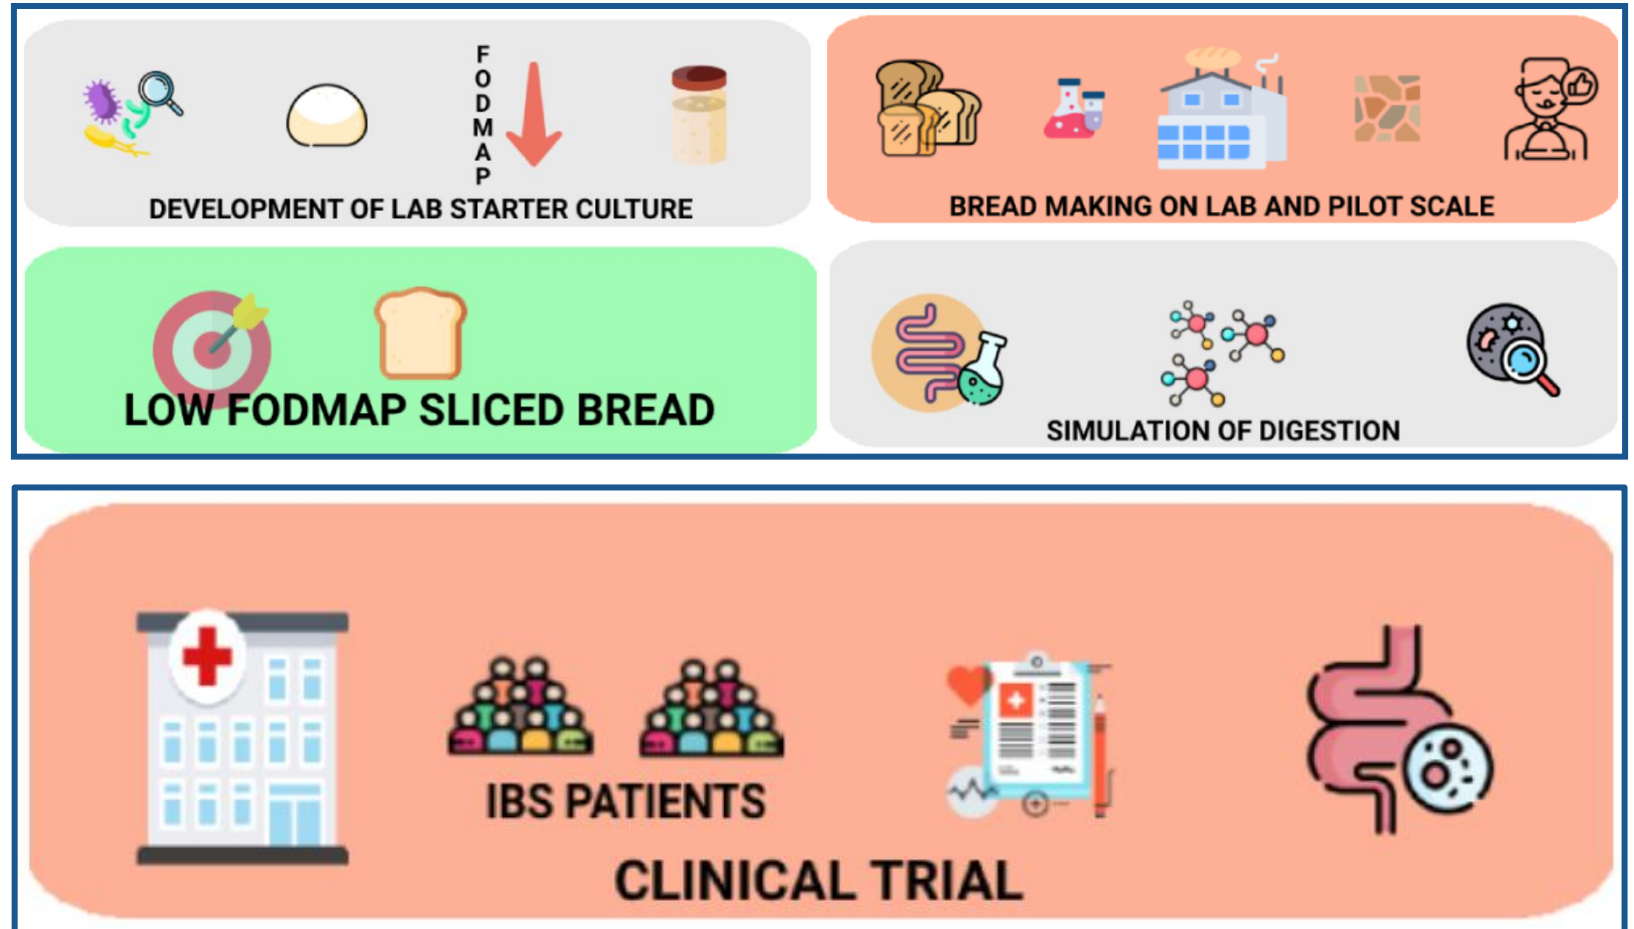 FODMAP
DEVELOPMENT OF LAB STARTER CULTURE
BREAD MAKING ON LAB AND PILOT SCALE
LOW FODMAP SLICED BREAD
SIMULATION OF DIGESTION
IBS PATIENTS
CLINICAL TRIAL